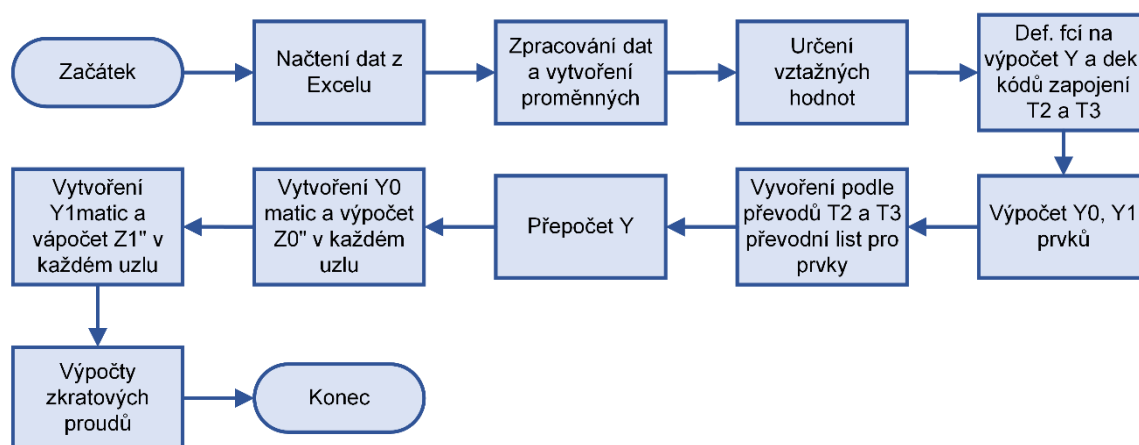 Začátek
Načtení dat z
Excelu
Zpracování dat
a vytvoření
proměnných
Určení
vztažných
hodnot
Def. fcí na
výpočet Y a dek.
kódů zapojení
T2 a T3
Výpočet Y0, Y1
prvků
Vyvoření podle
převodů T2 a T3
převodní list pro
prvky
Přepočet Y
Vytvoření Y0
matic a výpočet
Z0" v každém
uzlu
Vytvoření
Y1matic a
vápočet Z1" v
každém uzlu
Výpočty
zkratových
proudů
Konec